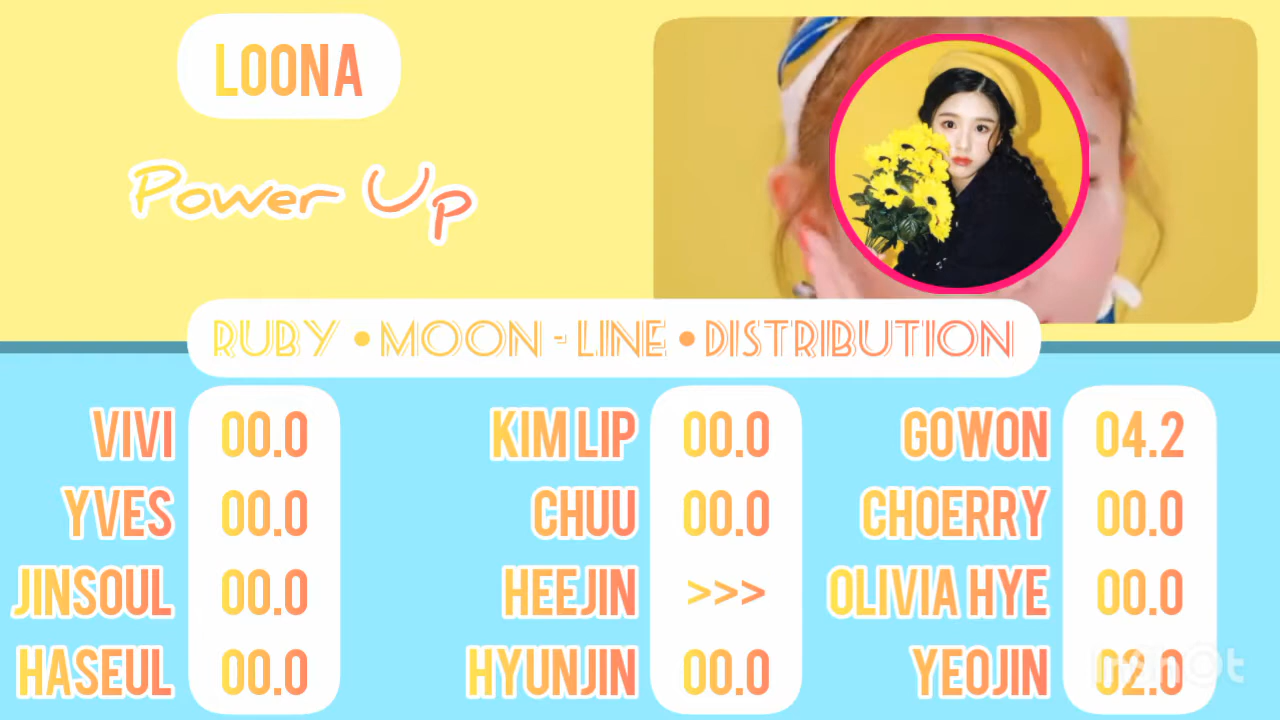 LOONA
Power Up
RUBY • MOON - LINE • DISTRIBUTION
VIVI 00.0 KIM LIP 00.0 GOWON 04.2
YVES 00.0 CHUU 00.0 CHOERRY 00.0
JINSOUL 00.0 HEEJIN >>> OLIVIA HYE 00.0
HASEUL 00.0 HYUNJIN 00.0 YEOJIN 02.0
InShOt